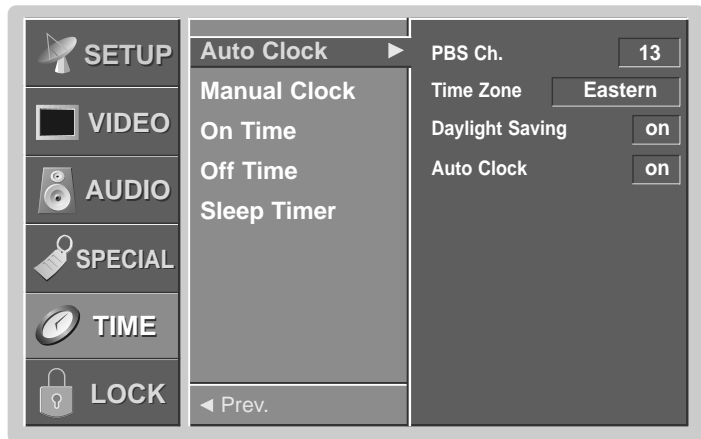 SETUP
VIDEO
AUDIO
SPECIAL
TIME
LOCK
Auto Clock ►
Manual Clock
On Time
Off Time
Sleep Timer
◄ Prev.
PBS Ch. 13
Time Zone Eastern
Daylight Saving on
Auto Clock on